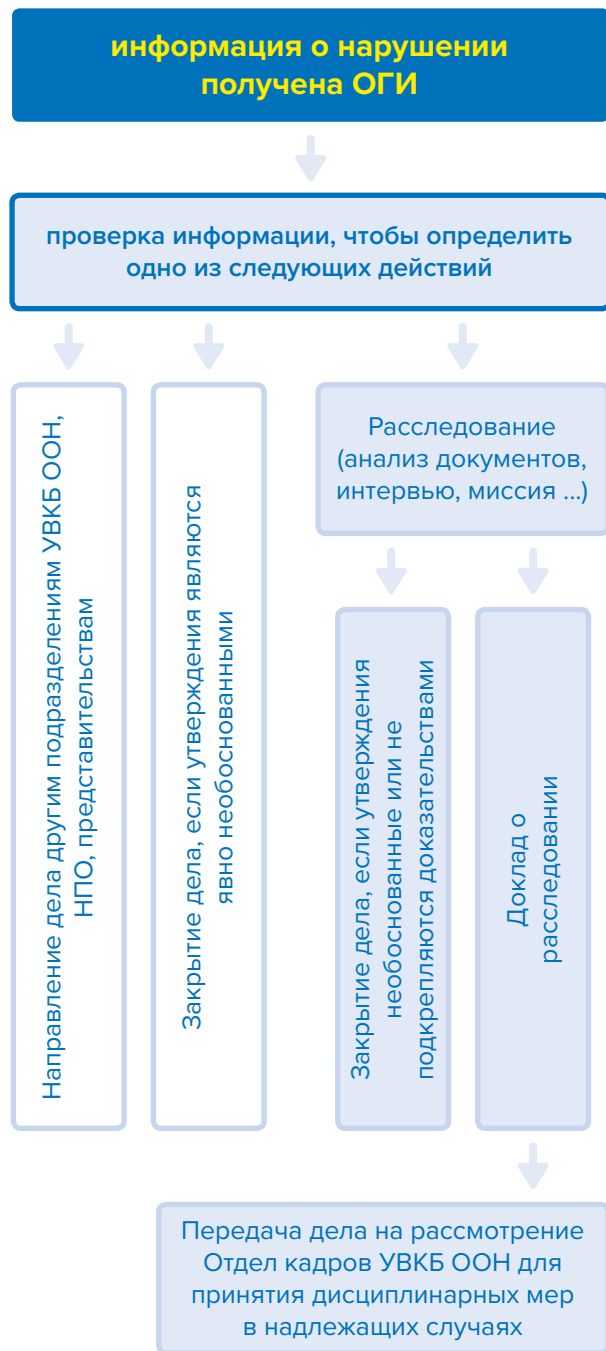 информация о нарушении
получена ОГИ
проверка информации, чтобы определить
одно из следующих действий
Направление дела другим подразделениям УВКБ ООН,
НПО, представительствам
Закрытие дела, если утверждения являются
явно необоснованными
Расследование
(анализ документов,
интервью, миссия ...)
Закрытие дела, если утверждения
необоснованные или не
подкрепляются доказательствами
Доклад о
расследовании
Передача дела на рассмотрение
Отдел кадров УВКБ ООН для
принятия дисциплинарных мер
в надлежащих случаях